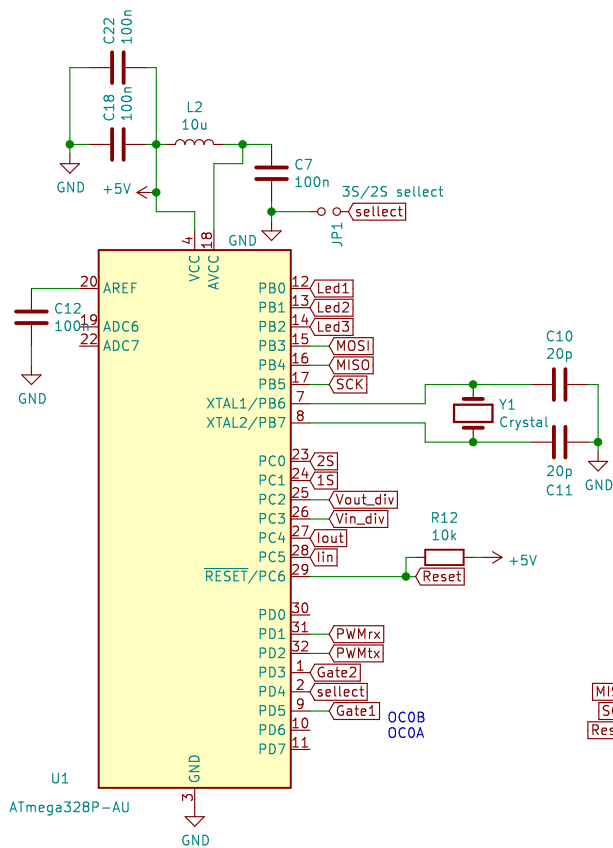 C22
100n
C18
100n
L2
10u
GND
+5V
C7
100n
3S/2S sellect
sellect
JP1
GND
4
18
VCC
AVCC
20
AREF
C12
100n
19
ADC6
22
ADC7
GND
PB0
12
Led1
PB1
13
Led2
PB2
14
Led3
PB3
15
MOSI
PB4
16
MISO
PB5
17
SCK
XTAL1/PB6
7
XTAL2/PB7
8
C10
20p
Y1
Crystal
20p
C11
GND
PC0
23
2S
PC1
24
1S
PC2
25
Vout_div
PC3
26
Vin_div
PC4
27
Iout
PC5
28
Iin
RESET/PC6
29
Reset
R12
10k
+5V
PD0
30
PD1
31
PWMrx
PD2
32
PWMtx
PD3
1
Gate2
PD4
2
sellect
PD5
9
Gate1
OC0B
PD6
10
OC0A
PD7
11
GND
3
U1
ATmega328P-AU
GND